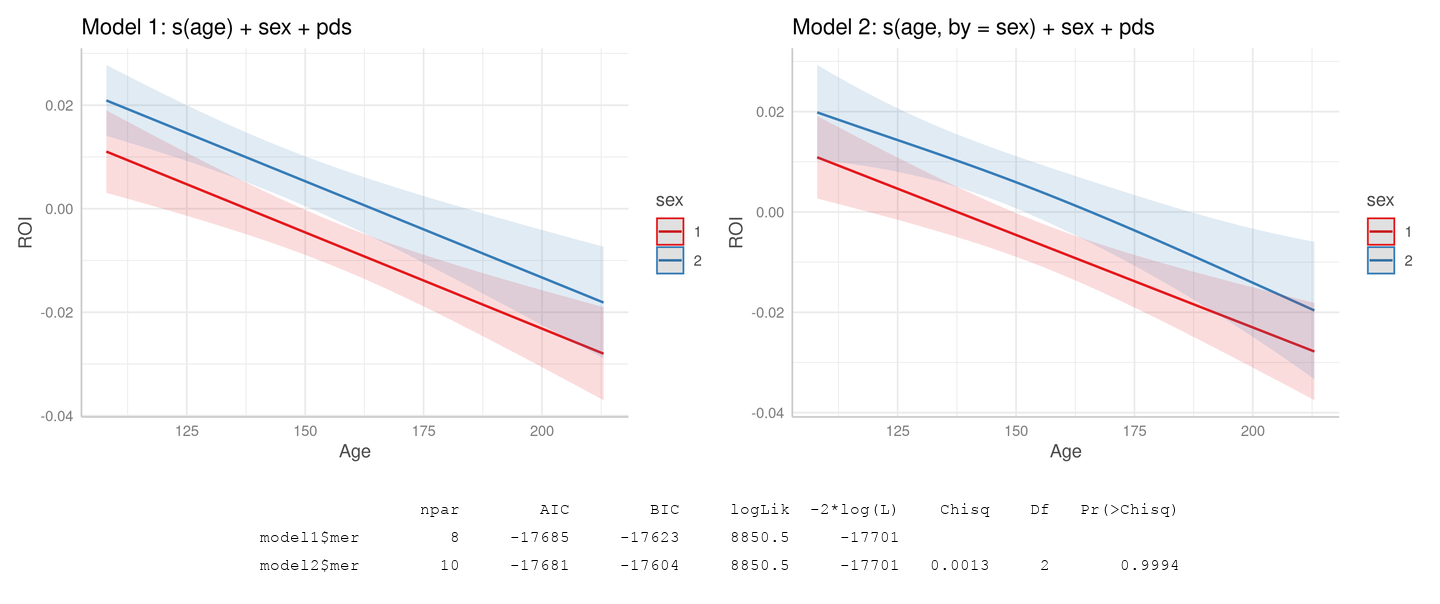 Model 1: s(age) + sex + pds
0.02
0.00
-0.02
-0.04
ROI
125 150 175 200
Age
sex
1
2
Model 2: s(age, by = sex) + sex + pds
0.02
0.00
-0.02
-0.04
ROI
125 150 175 200
Age
sex
1
2
npar AIC BIC logLik -2*log(L) Chisq Df Pr(>Chisq)
model1$mer 8 -17685 -17623 8850.5 -17701
model2$mer 10 -17681 -17604 8850.5 -17701 0.0013 2 0.9994